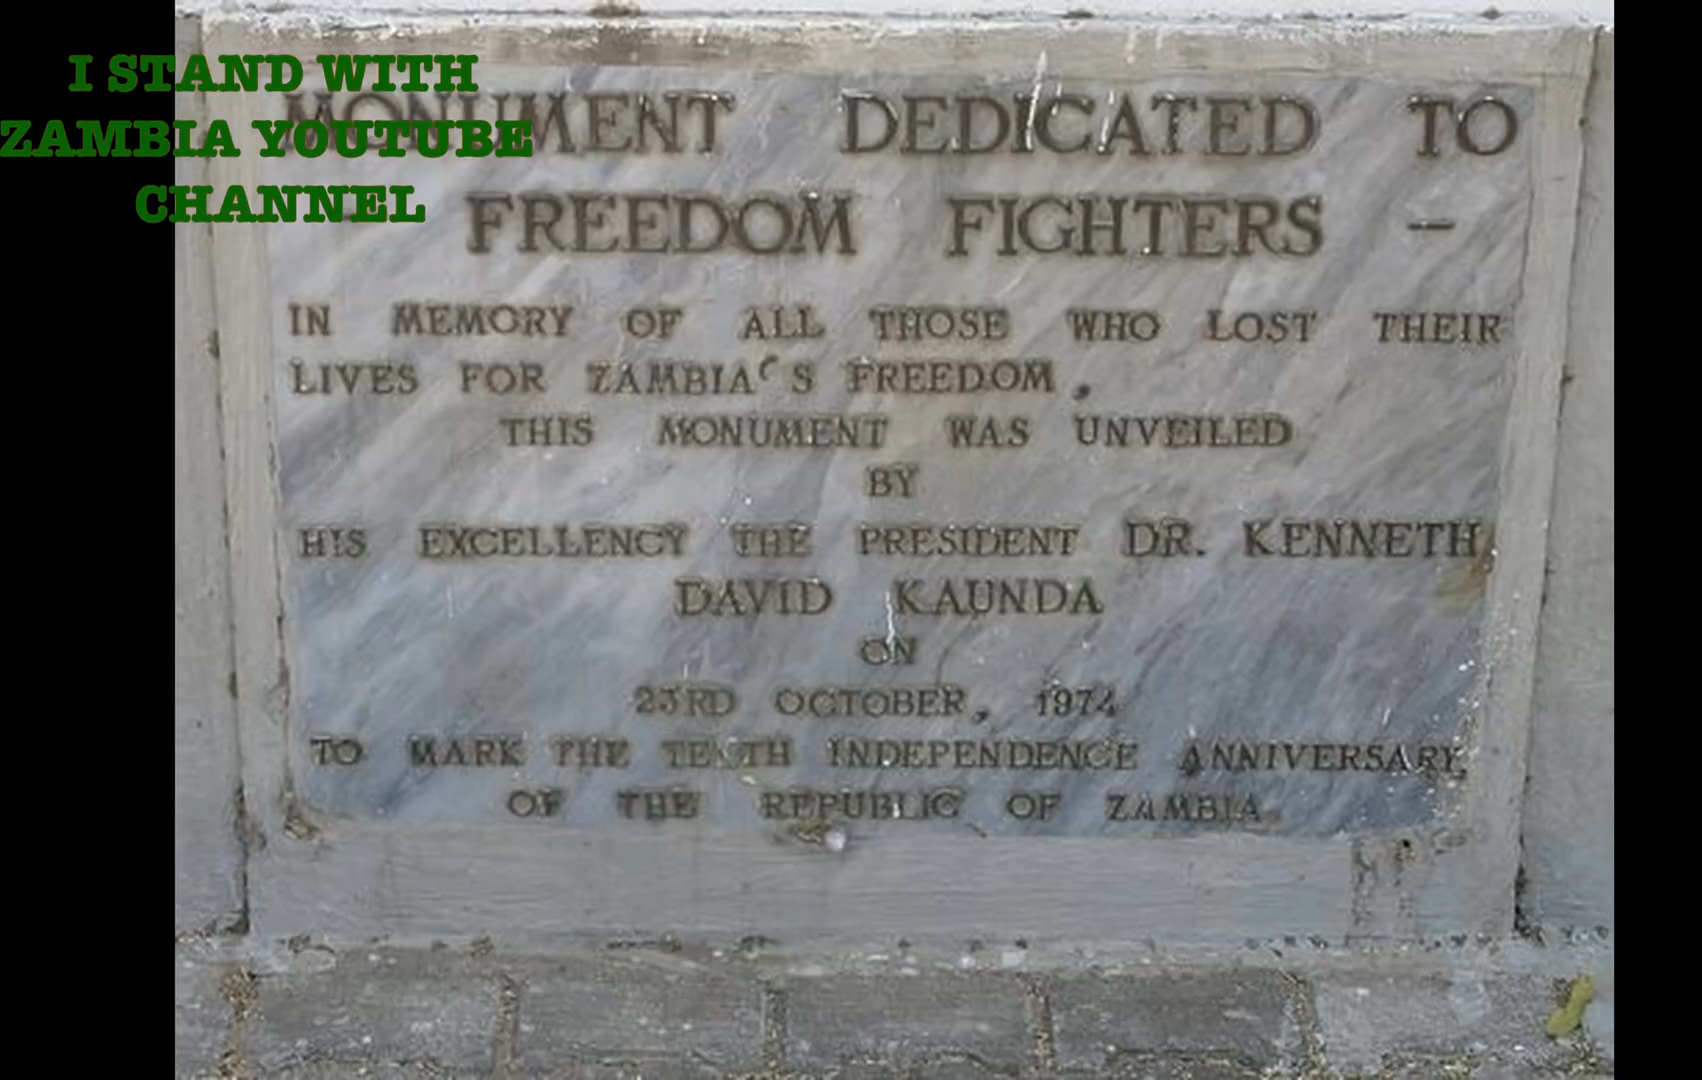 I STAND WITH
ZAMBIA YOUTUBE
CHANNEL
MONUMENT DEDICATED TO
FREEDOM FIGHTERS –
IN MEMORY OF ALL THOSE WHO LOST THEIR
LIVES FOR ZAMBIA‘S FREEDOM,
THIS MONUMENT WAS UNVEILED
BY
HIS EXCELLENCY THE PRESIDENT DR. KENNETH
DAVID KAUNDA
ON
23RD OCTOBER, 1974
TO MARK THE TENTH INDEPENDENCE ANNIVERSARY
OF THE REPUBLIC OF ZAMBIA.